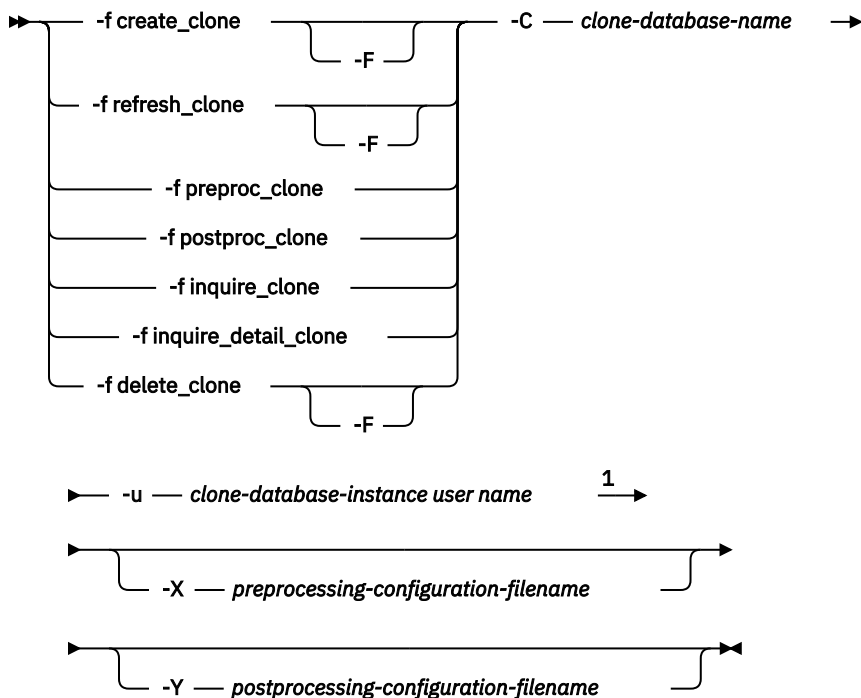 -f create_clone -C clone-database-name
-F
-f refresh_clone
-F
-f preproc_clone
-f postproc_clone
-f inquire_clone
-f inquire_detail_clone
-f delete_clone
-F
-u clone-database-instance user name 1
-X preprocessing-configuration-filename
-Y postprocessing-configuration-filename